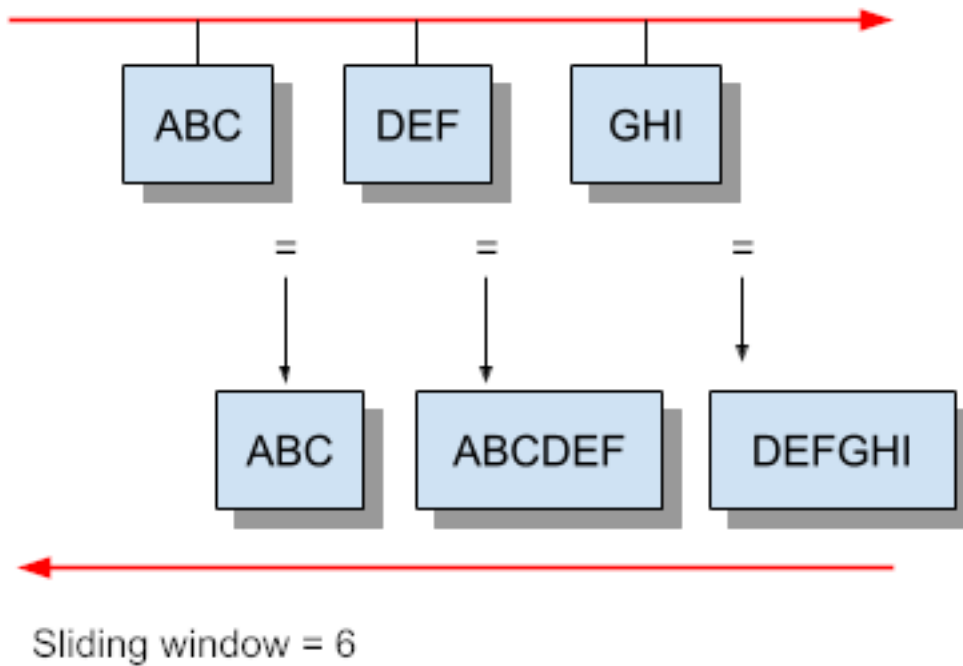 ABC DEF GHI
= = =
ABC ABCDEF DEFGHI
Sliding window = 6